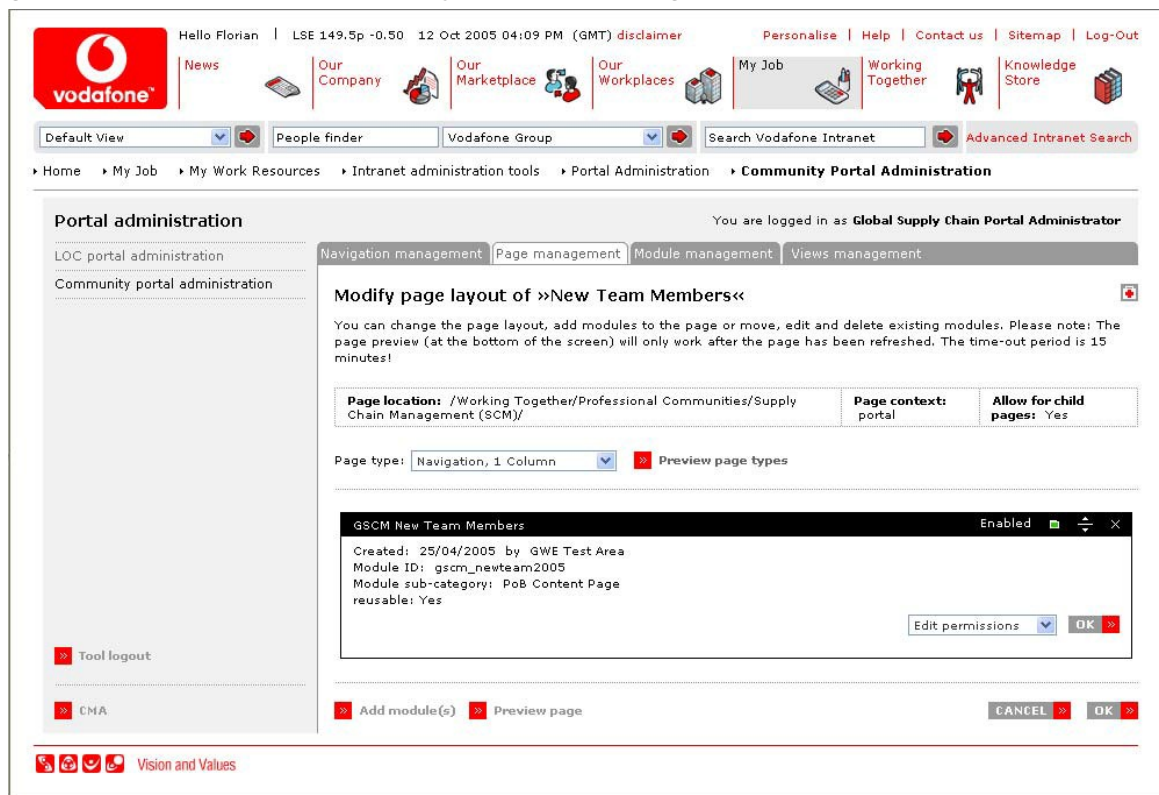 Hello Florian | LSE 149.5p -0.50 12 Oct 2005 04:09 PM (GMT) disclaimer Personalise | Help | Contact us | Sitemap | Log-Out
vodafone™
News
Our Company
Our Marketplace
Our Workplaces
My Job
Working Together
Knowledge Store
Default View People finder Vodafone Group Search Vodafone Intranet Advanced Intranet Search
Home My Job My Work Resources Intranet administration tools Portal Administration Community Portal Administration
Portal administration
You are logged in as Global Supply Chain Portal Administrator
LOC portal administration
Community portal administration
Navigation management Page management Module management Views management
Modify page layout of »New Team Members«
You can change the page layout, add modules to the page or move, edit and delete existing modules. Please note: The
page preview (at the bottom of the screen) will only work after the page has been refreshed. The time-out period is 15
minutes!
Page location: /Working Together/Professional Communities/Supply
Chain Management (SCM)/
Page context:
portal
Allow for child
pages: Yes
Page type: Navigation, 1 Column » Preview page types
GSCM New Team Members Enabled
Created: 25/04/2005 by GWE Test Area
Module ID: gscm_newteam2005
Module sub-category: PoB Content Page
reusable: Yes
Edit permissions OK »
» Tool logout
» CMA
» Add module(s) » Preview page CANCEL » OK »
Vision and Values